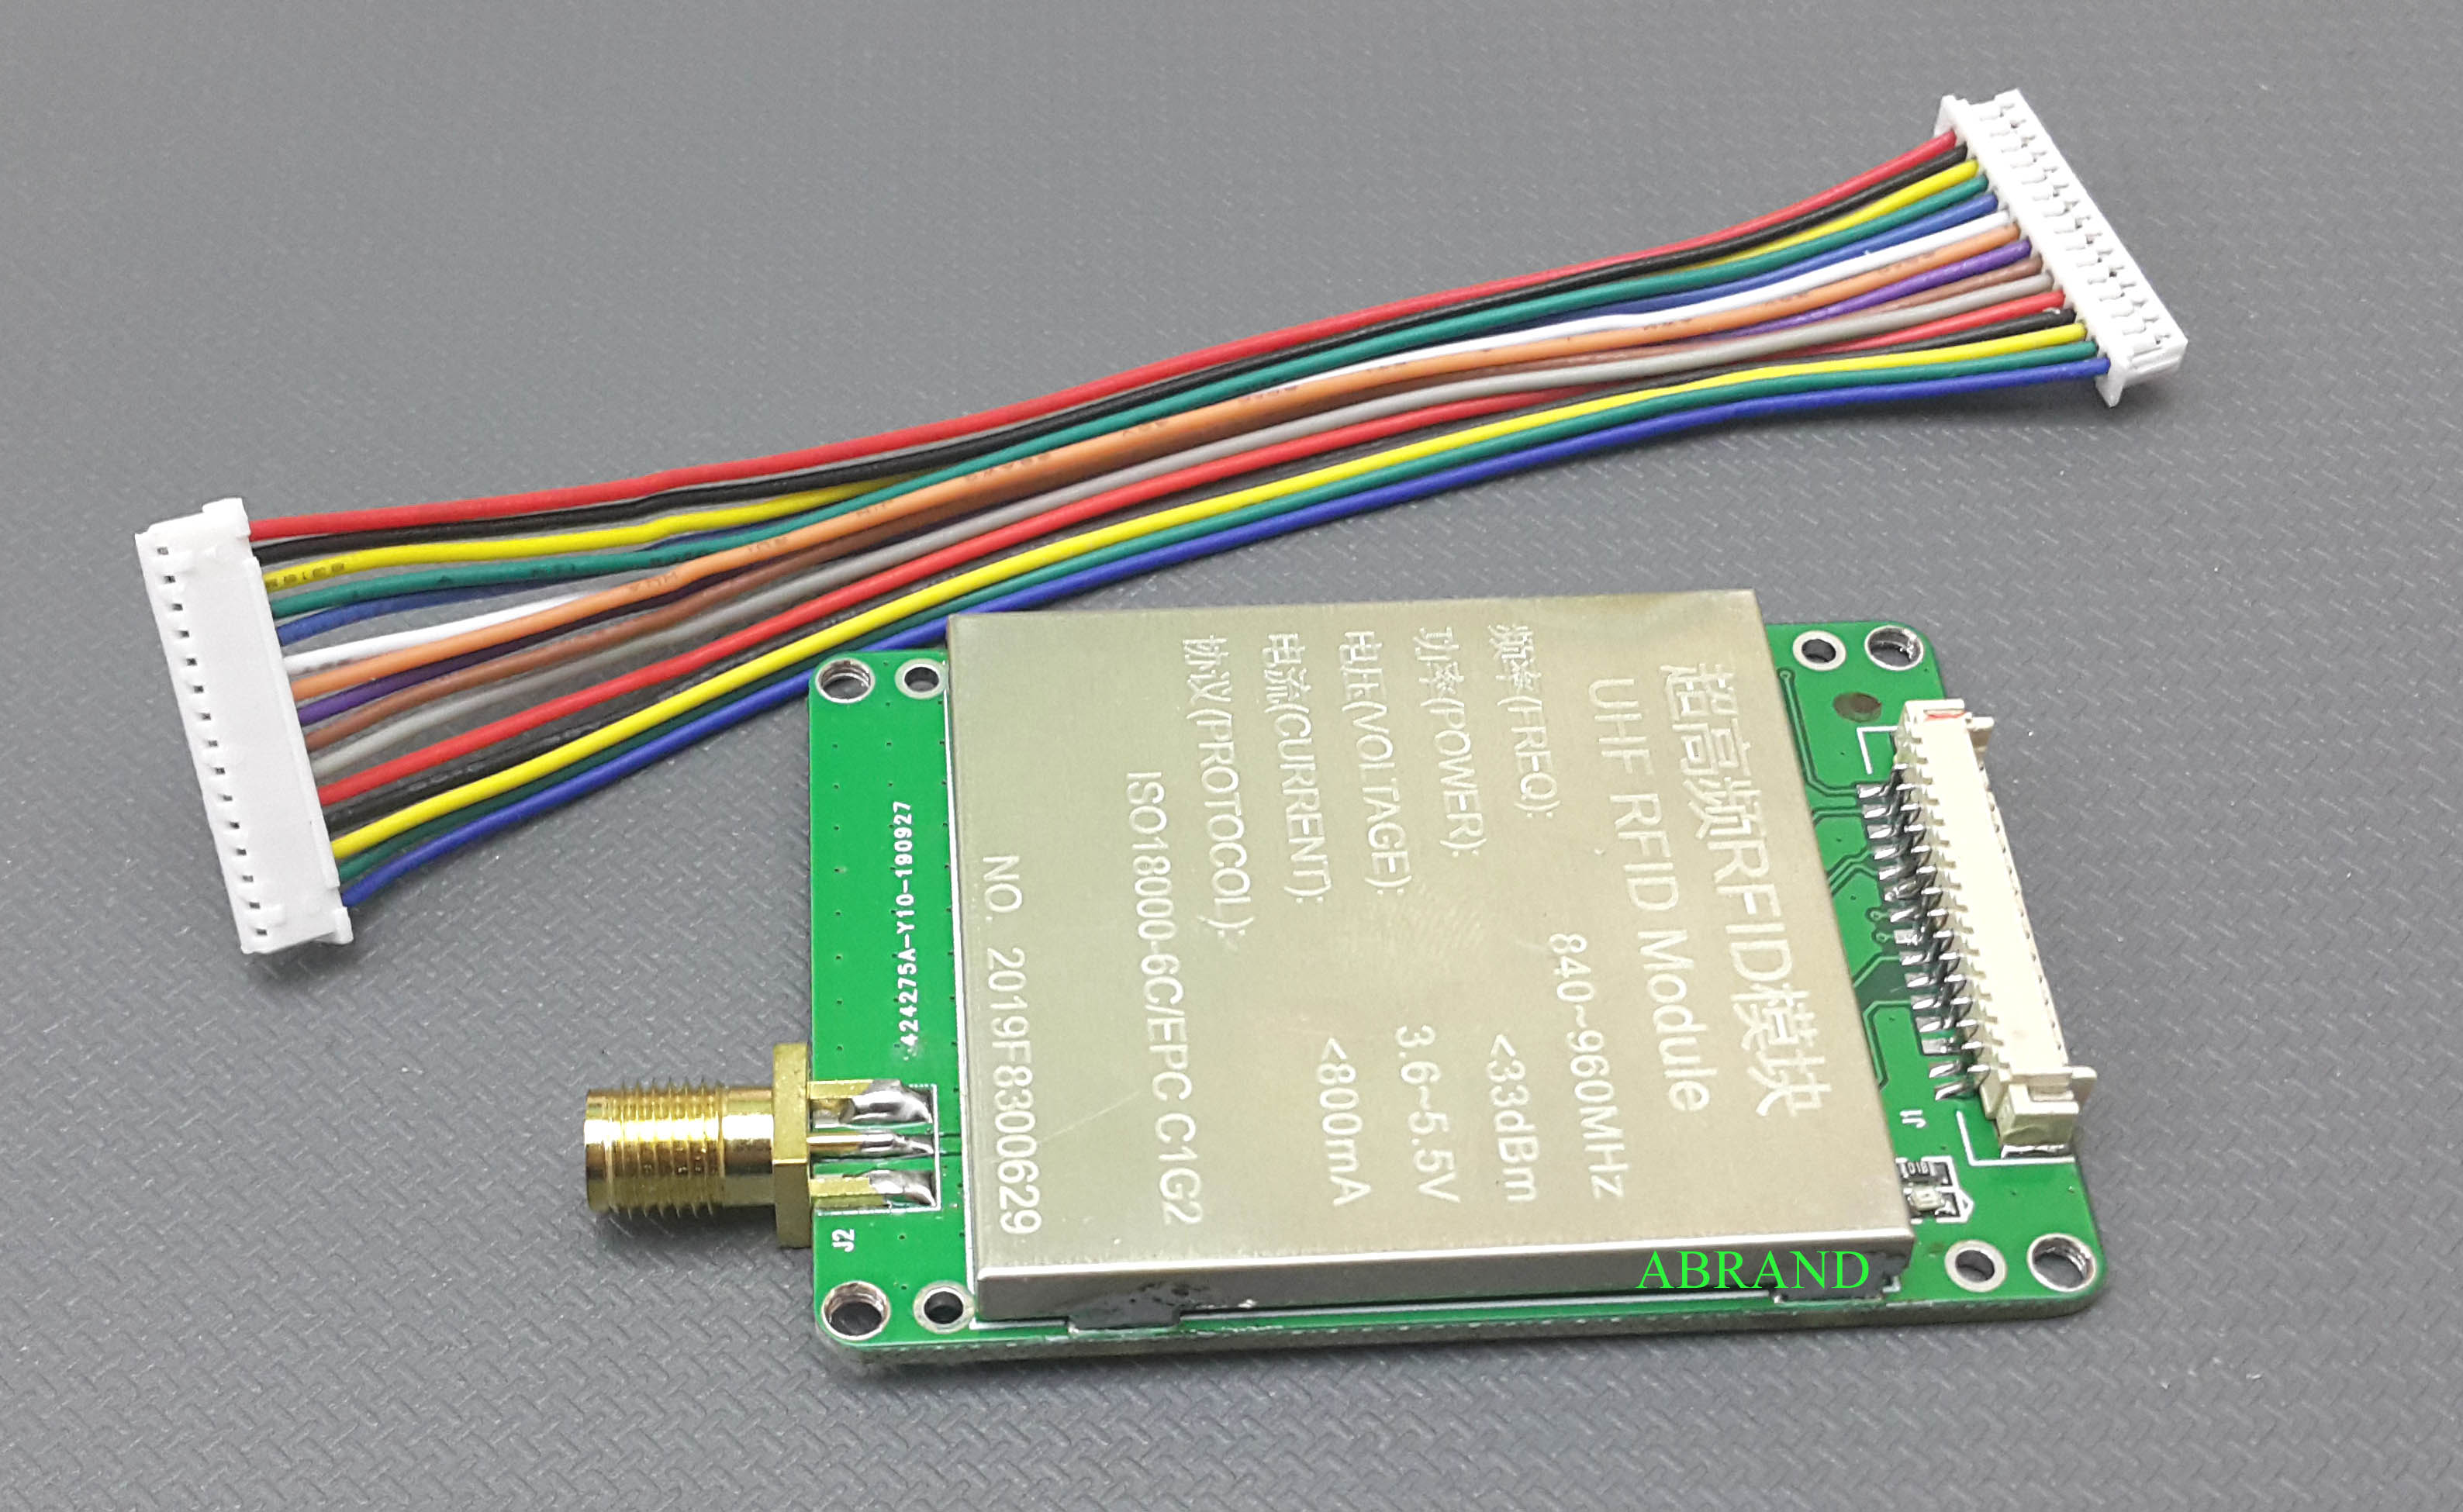 超高频RFID模块
UHF RFID Module
频率(FREQ): 840~960MHz
功率(POWER): <33dBm
电压(VOLTAGE): 3.6~5.5V
电流(CURRENT): <800mA
协议(PROTOCOL):
ISO18000-6C/EPC C1G2
NO. 2019F8300629
424275A-Y10-190927
J2
J1
ABRAND